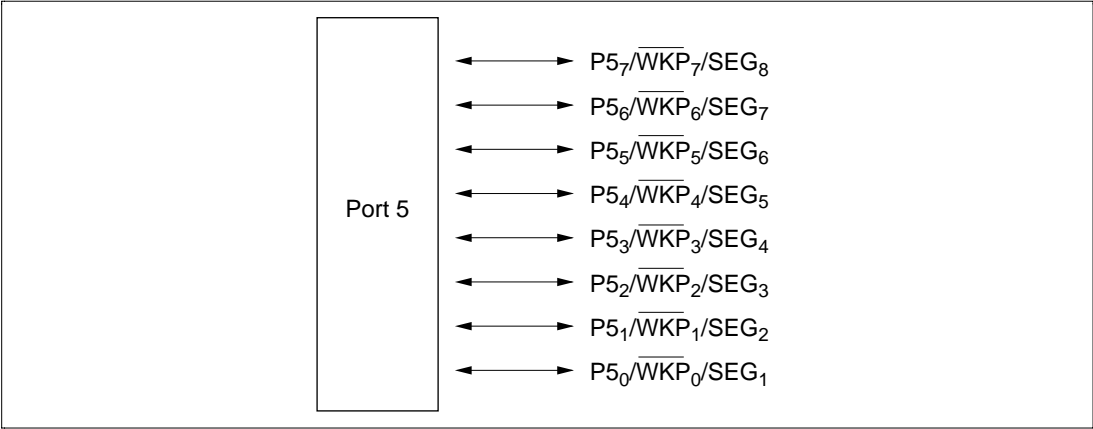 P5₇/W̅K̅P̅₇/SEG₈
P5₆/W̅K̅P̅₆/SEG₇
P5₅/W̅K̅P̅₅/SEG₆
P5₄/W̅K̅P̅₄/SEG₅
Port 5
P5₃/W̅K̅P̅₃/SEG₄
P5₂/W̅K̅P̅₂/SEG₃
P5₁/W̅K̅P̅₁/SEG₂
P5₀/W̅K̅P̅₀/SEG₁